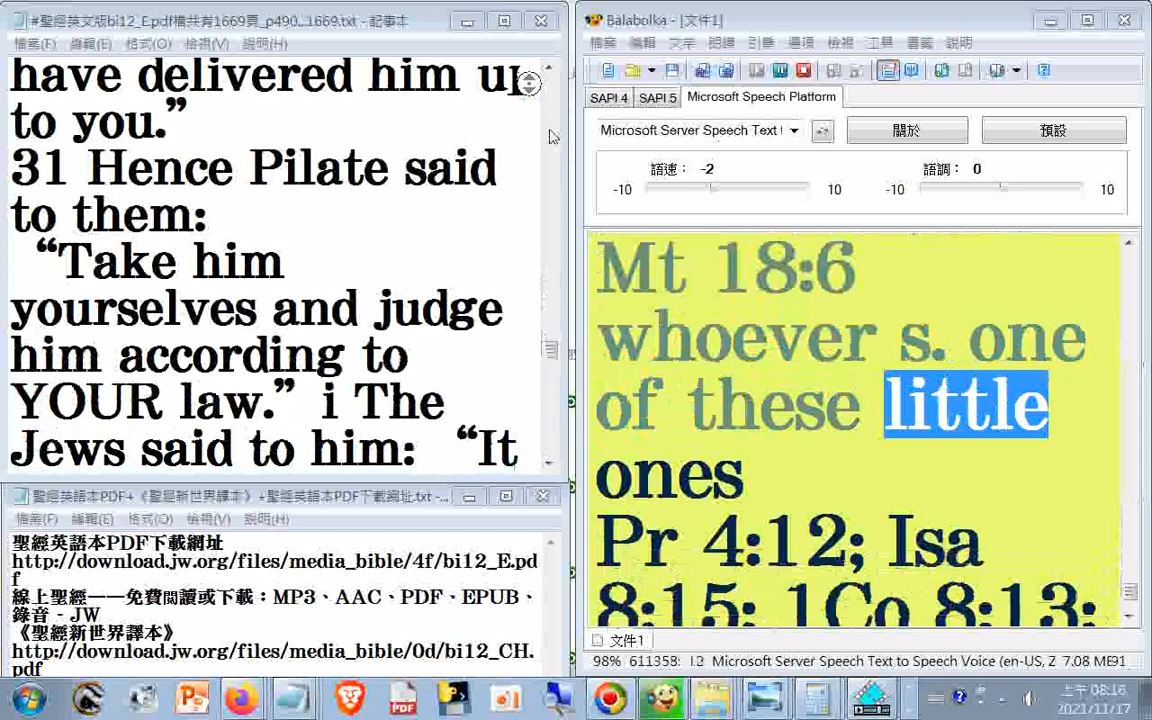 #聖經英文版bi12_E.pdf檔共有1669頁_p490...1669.txt - 記事本
檔案(F) 編輯(E) 格式(O) 檢視(V) 說明(H)
have delivered him up
to you.”
31 Hence Pilate said
to them:
“Take him
yourselves and judge
him according to
YOUR law.” i The
Jews said to him: “It
聖經英語本PDF+《聖經新世界譯本》+聖經英語本PDF下載網址.txt - ...
檔案(F) 編輯(E) 格式(O) 檢視(V) 說明(H)
聖經英語本PDF下載網址
http://download.jw.org/files/media_bible/4f/bi12_E.pd
f
線上聖經——免費閱讀或下載：MP3、AAC、PDF、EPUB、
錄音 - JW
《聖經新世界譯本》
http://download.jw.org/files/media_bible/0d/bi12_CH.
pdf
Balabolka - [文件1]
檔案 編輯 文字 朗讀 引擎 選項 檢視 工具 書籤 說明
SAPI 4 SAPI 5 Microsoft Speech Platform
Microsoft Server Speech Text 關於 預設
語速： -2 語調： 0
-10 10 -10 10
Mt 18:6
whoever s. one
of these little
ones
Pr 4:12; Isa
8:15; 1Co 8:13;
文件1
98% Microsoft Server Speech Text to Speech Voice (en-US, Z 7.08 ME
上午 08:16
2021/11/17